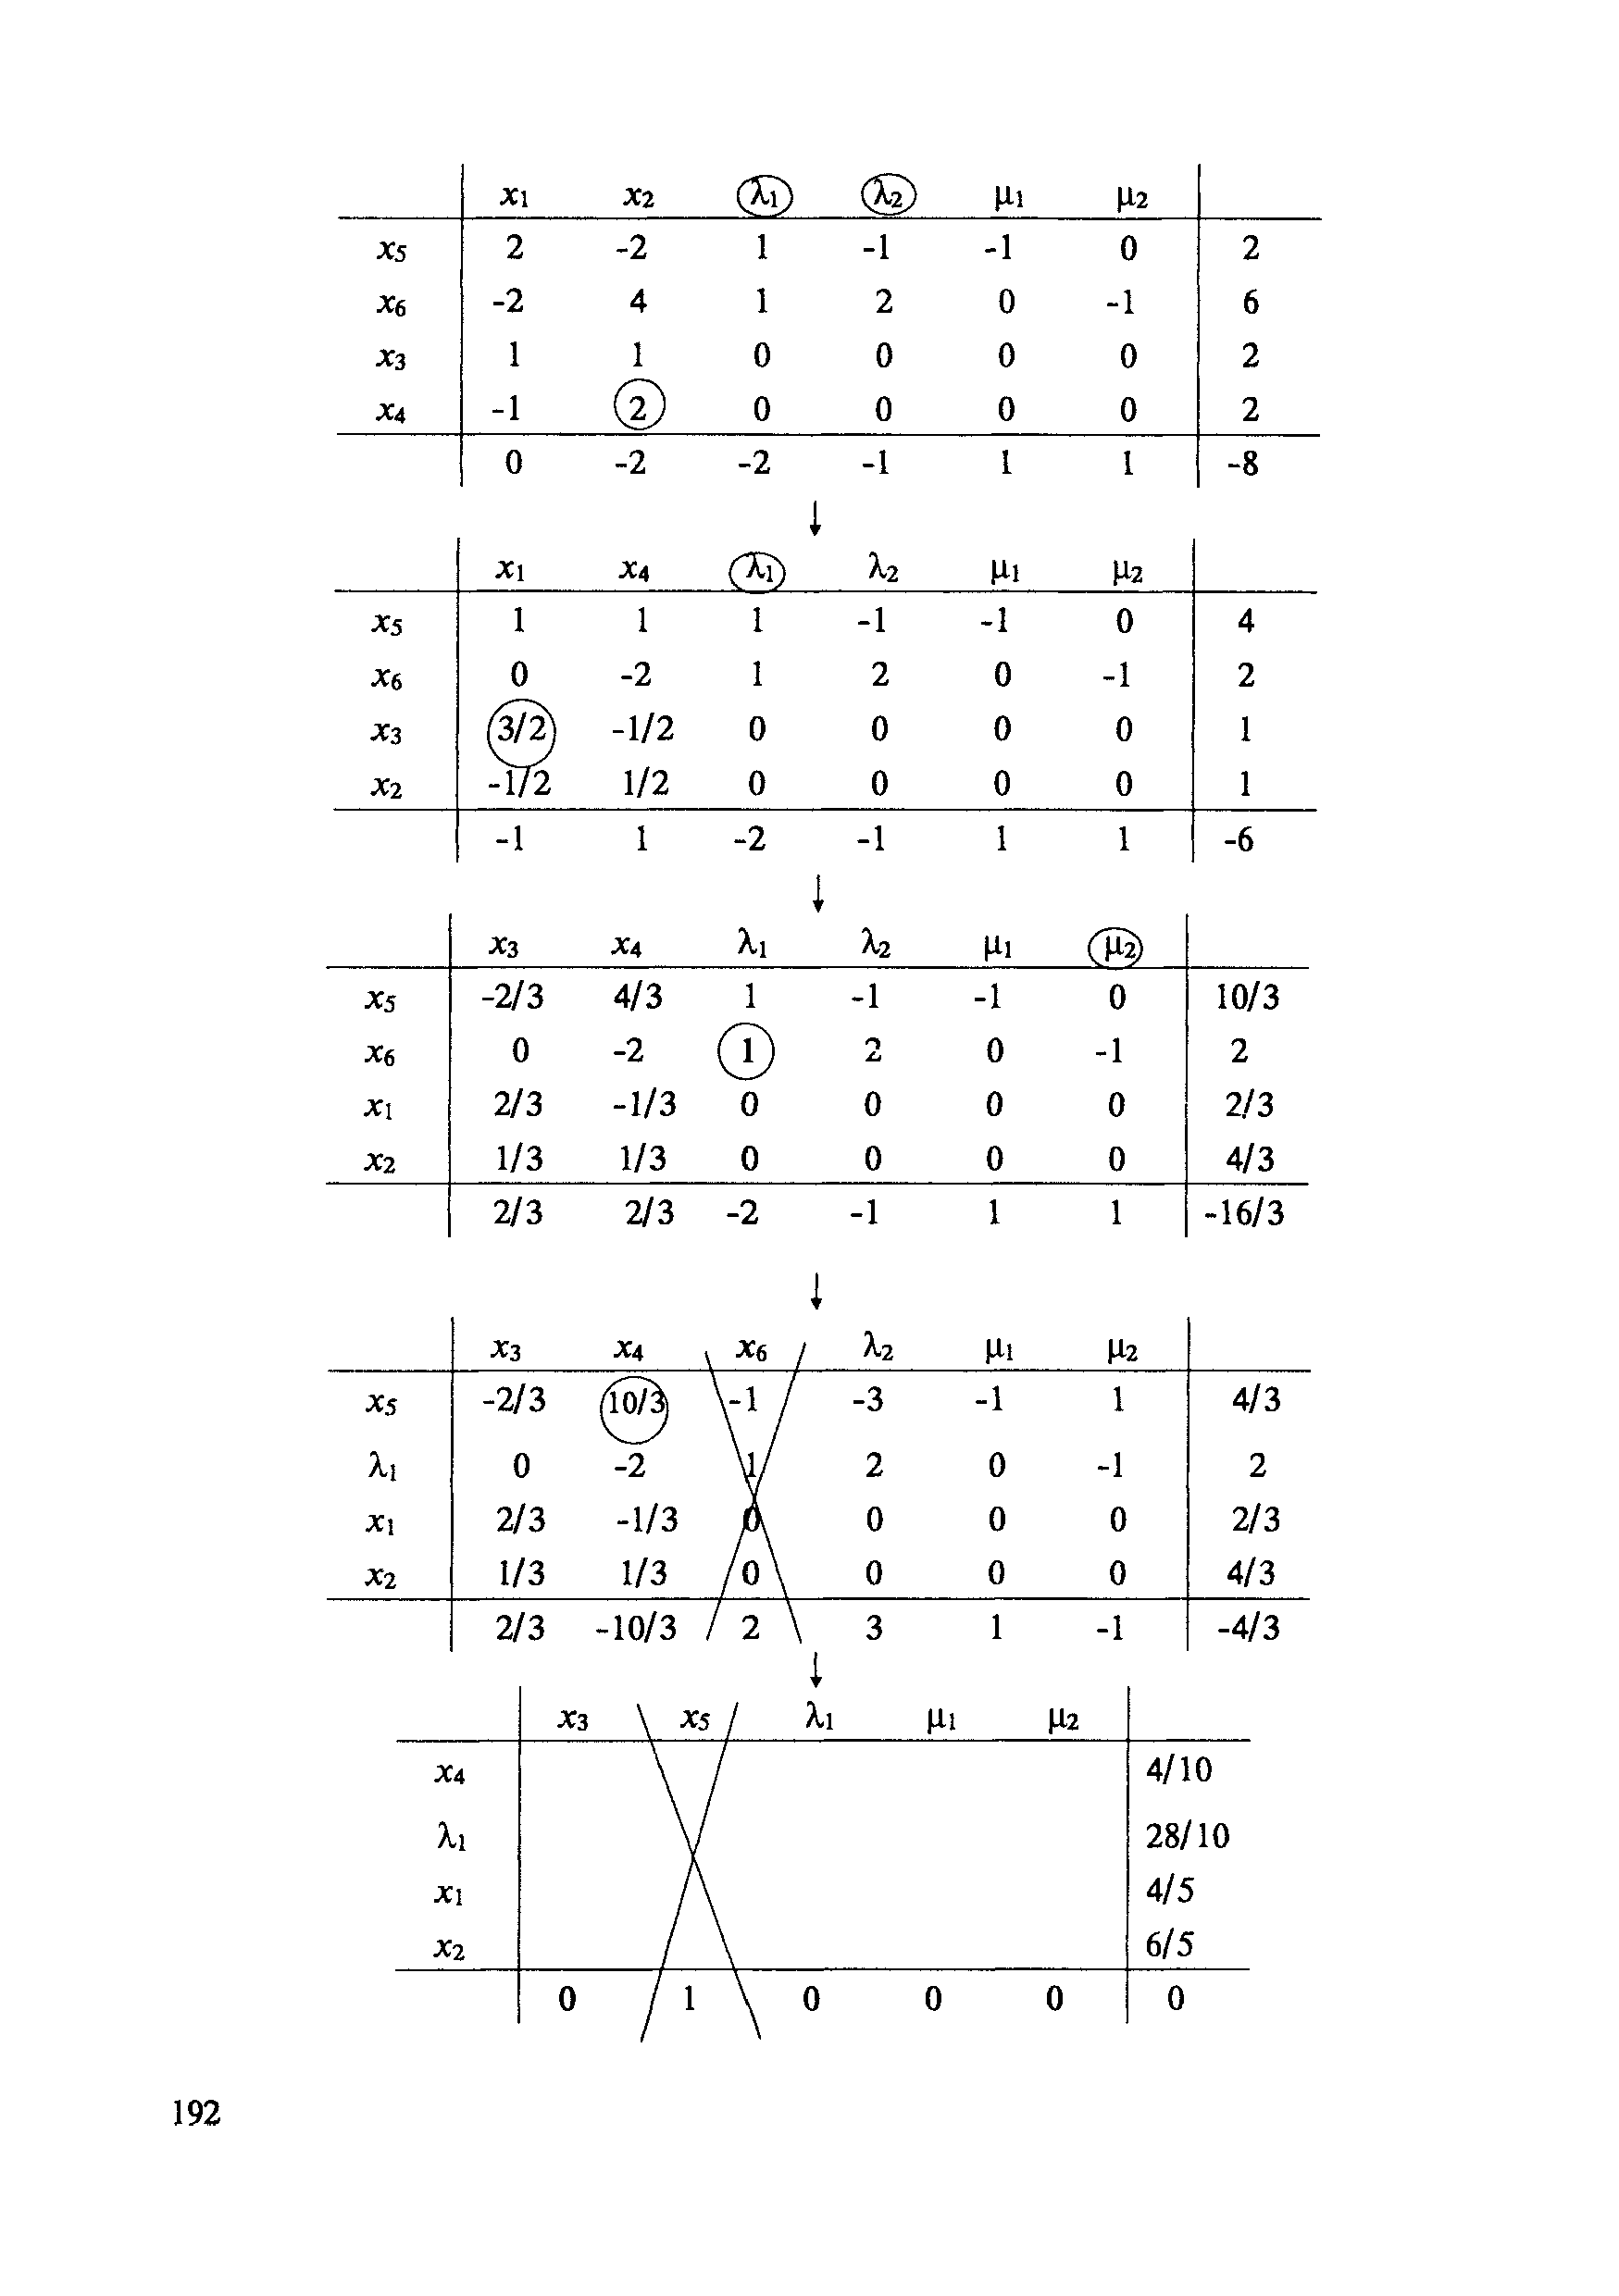 x1 x2 λ1 λ2 μ1 μ2
x5 2 -2 1 -1 -1 0 2
x6 -2 4 1 2 0 -1 6
x3 1 1 0 0 0 0 2
x4 -1 2 0 0 0 0 2
0 -2 -2 -1 1 1 -8
↓
x1 x4 λ1 λ2 μ1 μ2
x5 1 1 1 -1 -1 0 4
x6 0 -2 1 2 0 -1 2
x3 3/2 -1/2 0 0 0 0 1
x2 -1/2 1/2 0 0 0 0 1
-1 1 -2 -1 1 1 -6
↓
x3 x4 λ1 λ2 μ1 μ2
x5 -2/3 4/3 1 -1 -1 0 10/3
x6 0 -2 1 2 0 -1 2
x1 2/3 -1/3 0 0 0 0 2/3
x2 1/3 1/3 0 0 0 0 4/3
2/3 2/3 -2 -1 1 1 -16/3
↓
x3 x4 x6 λ2 μ1 μ2
x5 -2/3 10/3 -1 -3 -1 1 4/3
λ1 0 -2 1 2 0 -1 2
x1 2/3 -1/3 0 0 0 0 2/3
x2 1/3 1/3 0 0 0 0 4/3
2/3 -10/3 2 3 1 -1 -4/3
↓
x3 x5 λ1 μ1 μ2
x4 4/10
λ1 28/10
x1 4/5
x2 6/5
0 1 0 0 0 0
192